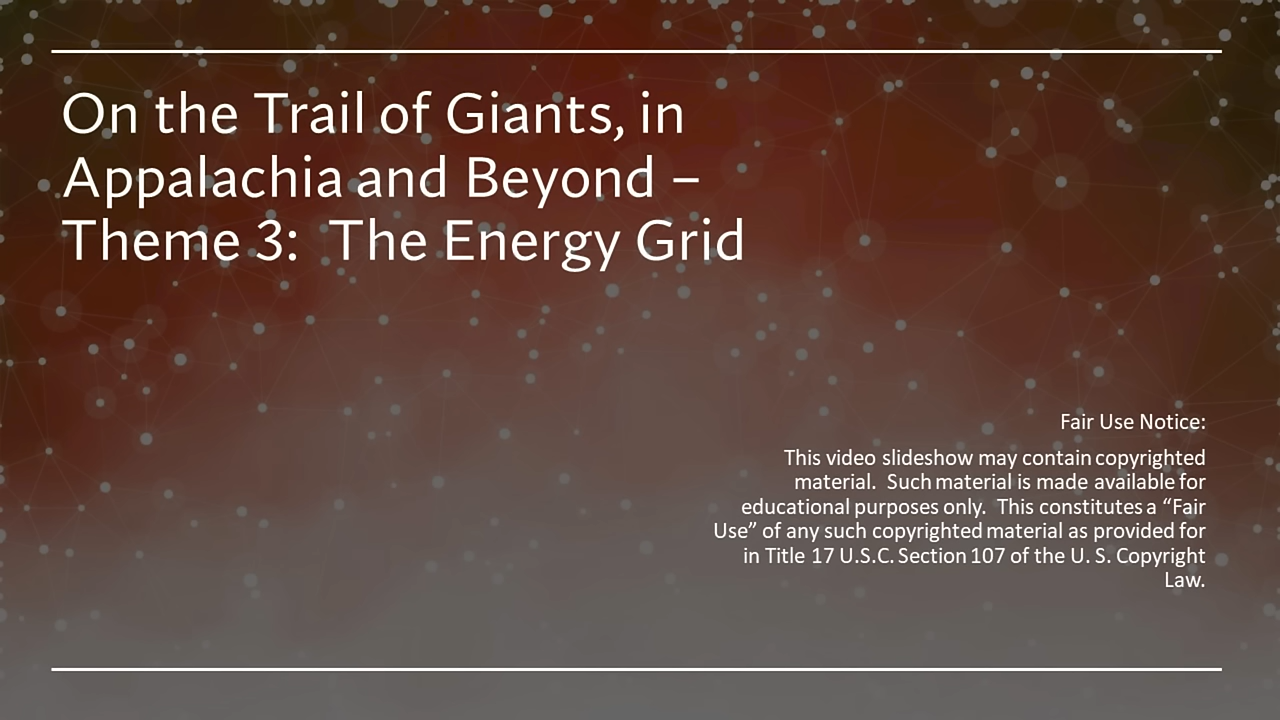 On the Trail of Giants, in
Appalachia and Beyond –
Theme 3:  The Energy Grid
Fair Use Notice:
This video slideshow may contain copyrighted
material.  Such material is made available for
educational purposes only.  This constitutes a “Fair
Use” of any such copyrighted material as provided for
in Title 17 U.S.C. Section 107 of the U. S. Copyright
Law.